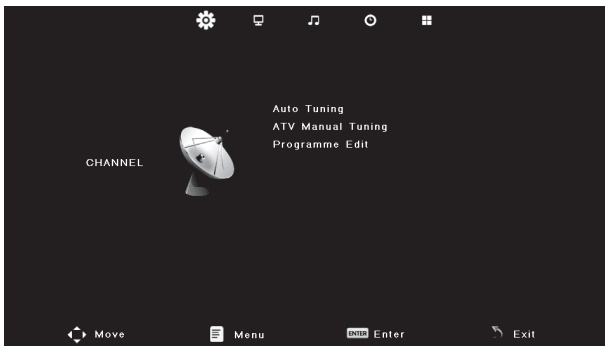 Auto Tuning
ATV Manual Tuning
Programme Edit
CHANNEL
Move Menu ENTER Enter Exit